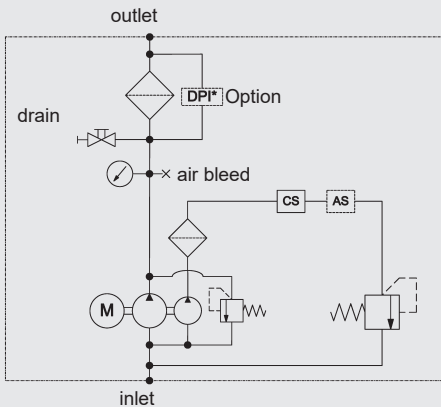 outlet
DPI* Option
drain
air bleed
CS AS
M
inlet